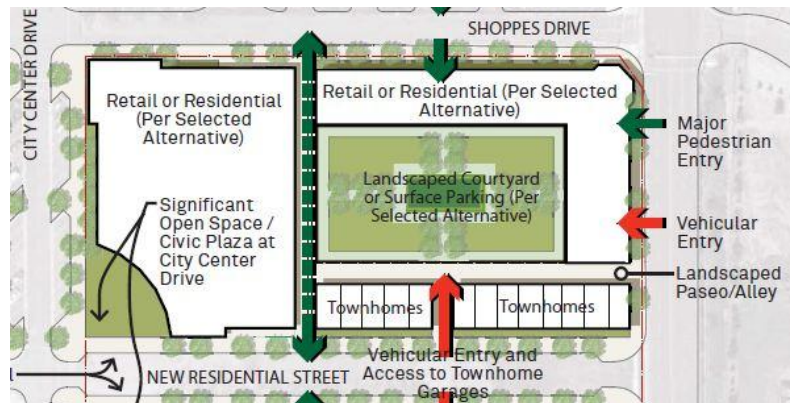 SHOPPES DRIVE
CITY CENTER DRIVE
Retail or Residential
(Per Selected
Alternative)
Retail or Residential (Per Selected
Alternative)
Major
Pedestrian
Entry
Landscaped Courtyard
or Surface Parking (Per
Selected Alternative)
Significant
Open Space /
Civic Plaza at
City Center
Drive
Vehicular
Entry
Landscaped
Paseo/Alley
Townhomes
Townhomes
Vehicular Entry and
Access to Townhome
Garages
NEW RESIDENTIAL STREET